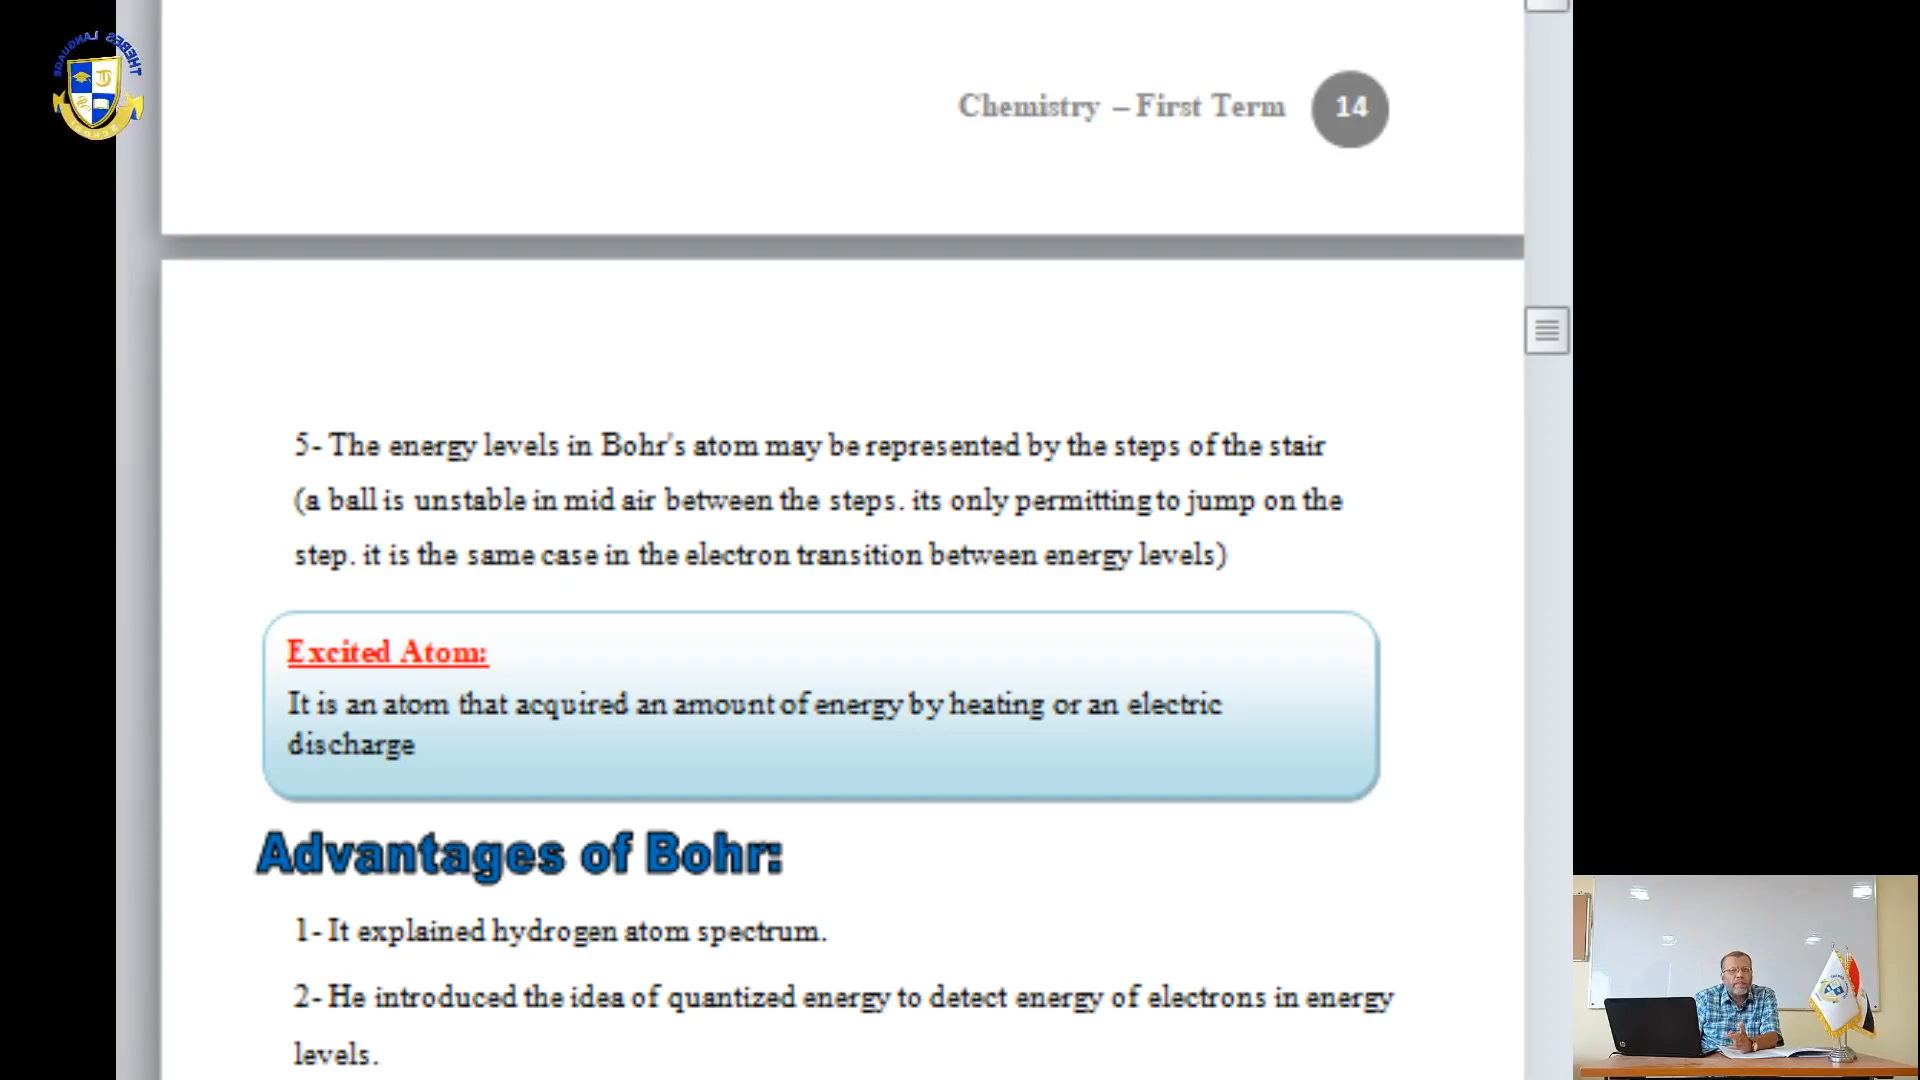 THEBES LANGUAGE
SCHOOL
Chemistry – First Term 14
5- The energy levels in Bohr's atom may be represented by the steps of the stair
(a ball is unstable in mid air between the steps. its only permitting to jump on the
step. it is the same case in the electron transition between energy levels)
Excited Atom:
It is an atom that acquired an amount of energy by heating or an electric
discharge
Advantages of Bohr:
1- It explained hydrogen atom spectrum.
2- He introduced the idea of quantized energy to detect energy of electrons in energy
levels.